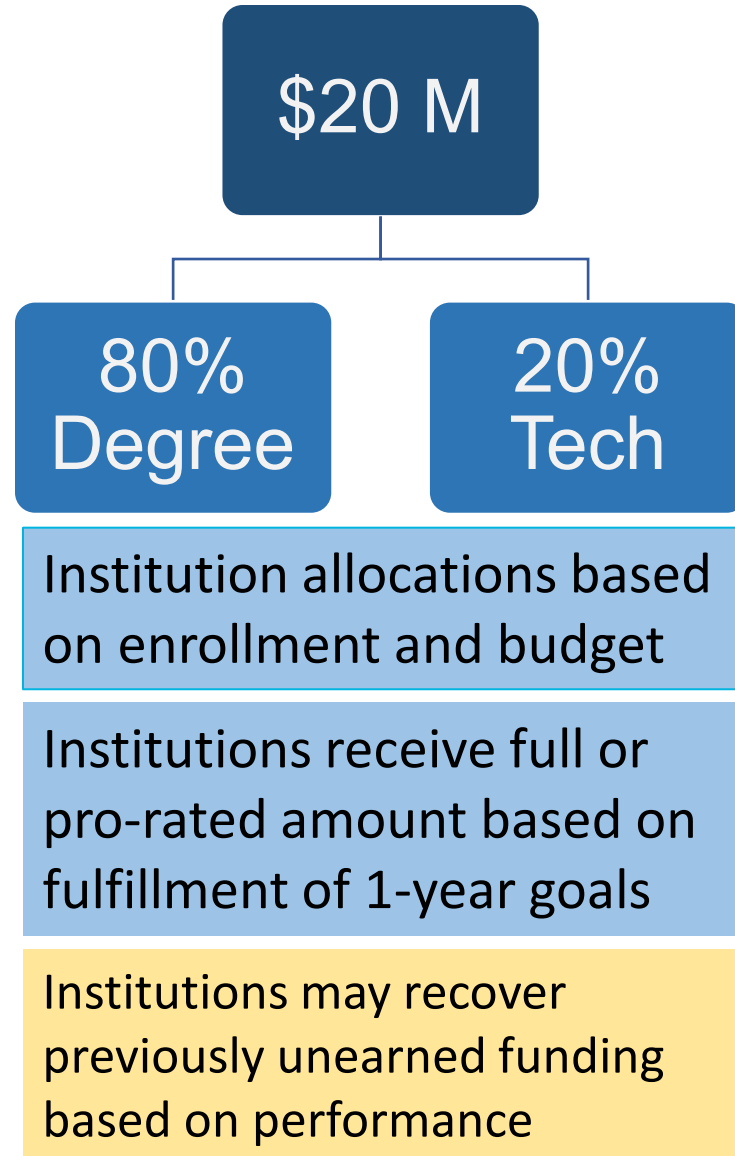 $20 M
80%
Degree
20%
Tech
Institution allocations based
on enrollment and budget
Institutions receive full or
pro-rated amount based on
fulfillment of 1-year goals
Institutions may recover
previously unearned funding
based on performance